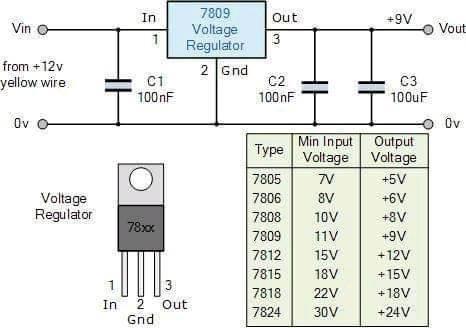 In
7809
Voltage
Regulator
Out
Vin
+9V
Vout
1
3
2
Gnd
from +12v
yellow wire
C1
100nF
C2
100nF
C3
100uF
0v
0v
Voltage
Regulator
78xx
1
2
3
In
Out
Gnd
Type Min Input Voltage Output Voltage
7805 7V +5V
7806 8V +6V
7808 10V +8V
7809 11V +9V
7812 15V +12V
7815 18V +15V
7818 22V +18V
7824 30V +24V